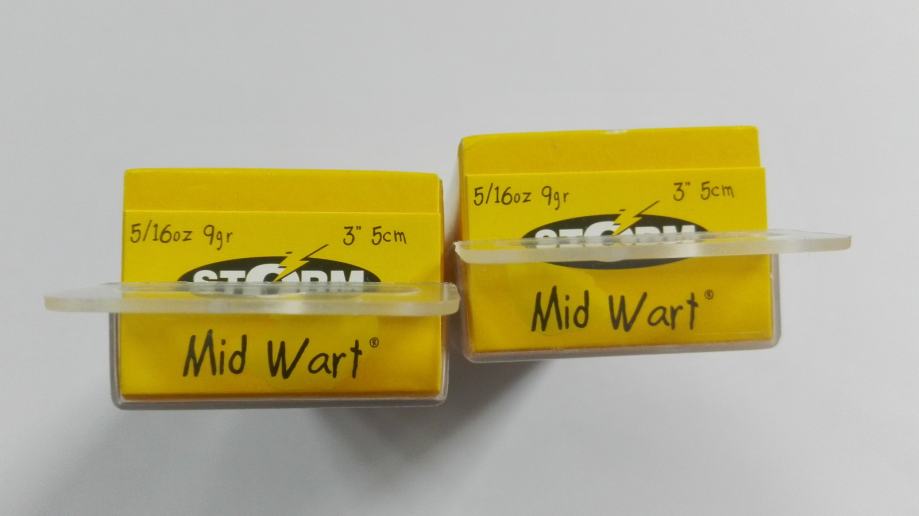 5/16oz 9gr 3" 5cm
STORM
Mid Wart®
5/16oz 9gr 3" 5cm
STORM
Mid Wart®